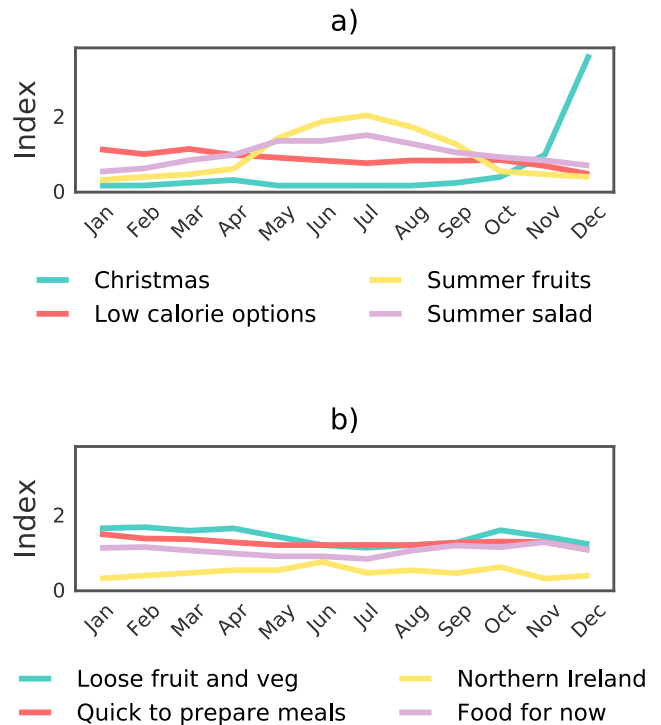 a)
Index
2
0
Jan Feb Mar Apr May Jun Jul Aug Sep Oct Nov Dec
Christmas Summer fruits
Low calorie options Summer salad
b)
Index
2
0
Jan Feb Mar Apr May Jun Jul Aug Sep Oct Nov Dec
Loose fruit and veg Northern Ireland
Quick to prepare meals Food for now